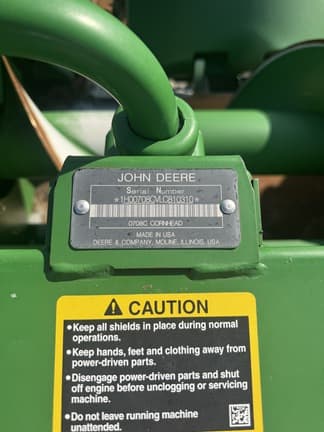 JOHN DEERE
Serial Number
*1H00708CVLC810310*
0708C CORNHEAD
MADE IN USA
DEERE & COMPANY, MOLINE, ILLINOIS, USA
CAUTION
•Keep all shields in place during normal
operations.
•Keep hands, feet and clothing away from
power-driven parts.
•Disengage power-driven parts and shut
off engine before unclogging or servicing
machine.
•Do not leave running machine
unattended.